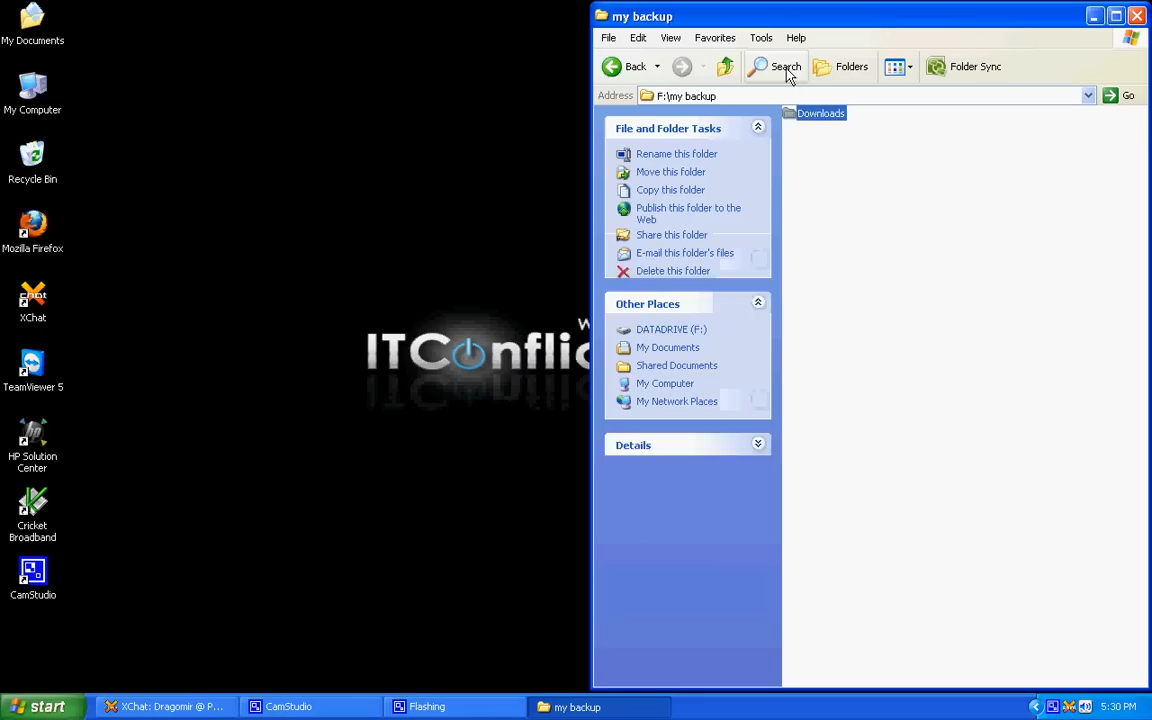 My Documents
My Computer
Recycle Bin
Mozilla Firefox
XChat
TeamViewer 5
HP Solution
Center
Cricket
Broadband
CamStudio
ITConflic
W
my backup
File Edit View Favorites Tools Help
Back Search Folders Folder Sync
Address F:\my backup Go
File and Folder Tasks
Rename this folder
Move this folder
Copy this folder
Publish this folder to the
Web
Share this folder
E-mail this folder's files
Delete this folder
Other Places
DATADRIVE (F:)
My Documents
Shared Documents
My Computer
My Network Places
Details
Downloads
start XChat: Dragomir @ P... CamStudio Flashing my backup 5:30 PM